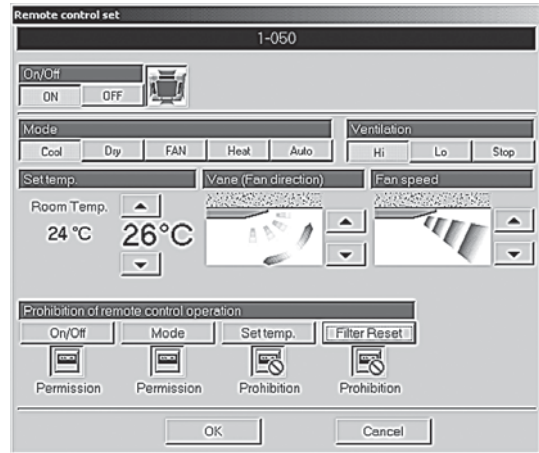 Remote control set
1-050
On/Off
ON OFF
Mode Ventilation
Cool Dry FAN Heat Auto Hi Lo Stop
Set temp. Vane (Fan direction) Fan speed
Room Temp.
24 °C 26°C
Prohibition of remote control operation
On/Off Mode Set temp. Filter Reset
Permission Permission Prohibition Prohibition
OK Cancel